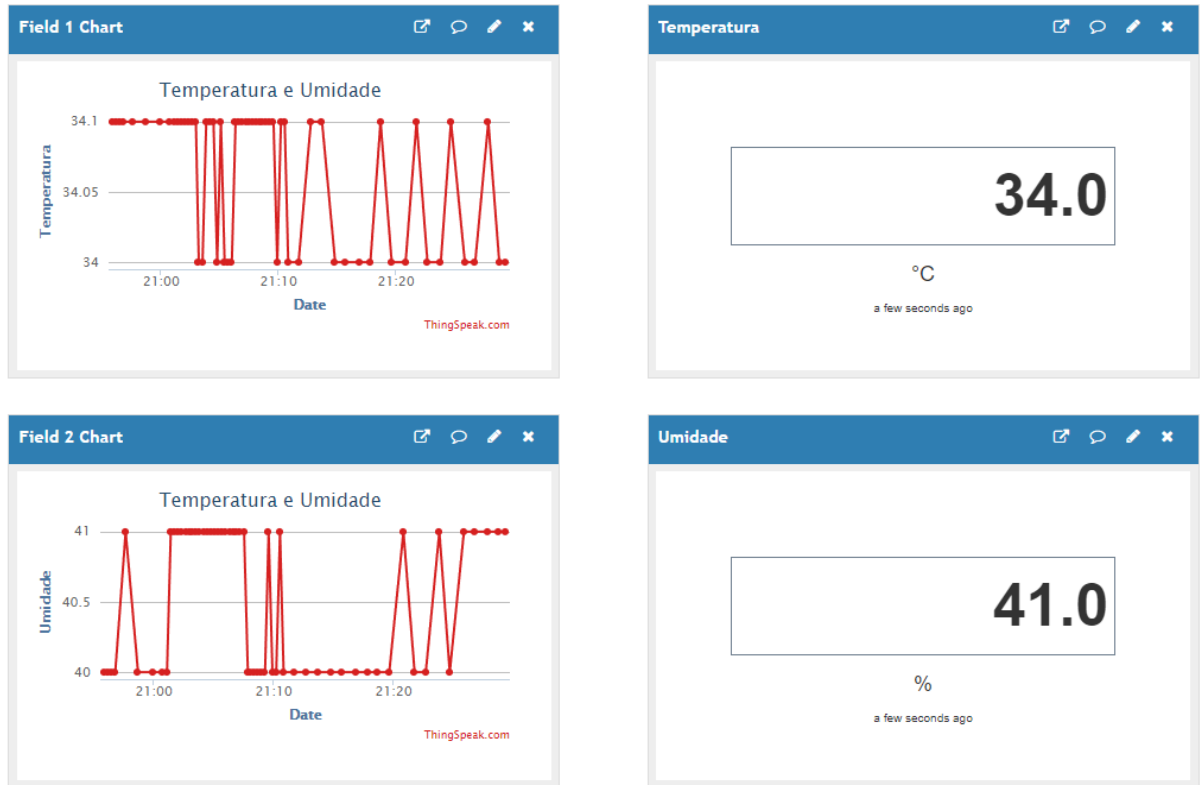 Field 1 Chart
Temperatura e Umidade
Temperatura
34.1
34.05
34
21:00 21:10 21:20
Date
ThingSpeak.com
Temperatura
34.0
°C
a few seconds ago
Field 2 Chart
Temperatura e Umidade
Umidade
41
40.5
40
21:00 21:10 21:20
Date
ThingSpeak.com
Umidade
41.0
%
a few seconds ago